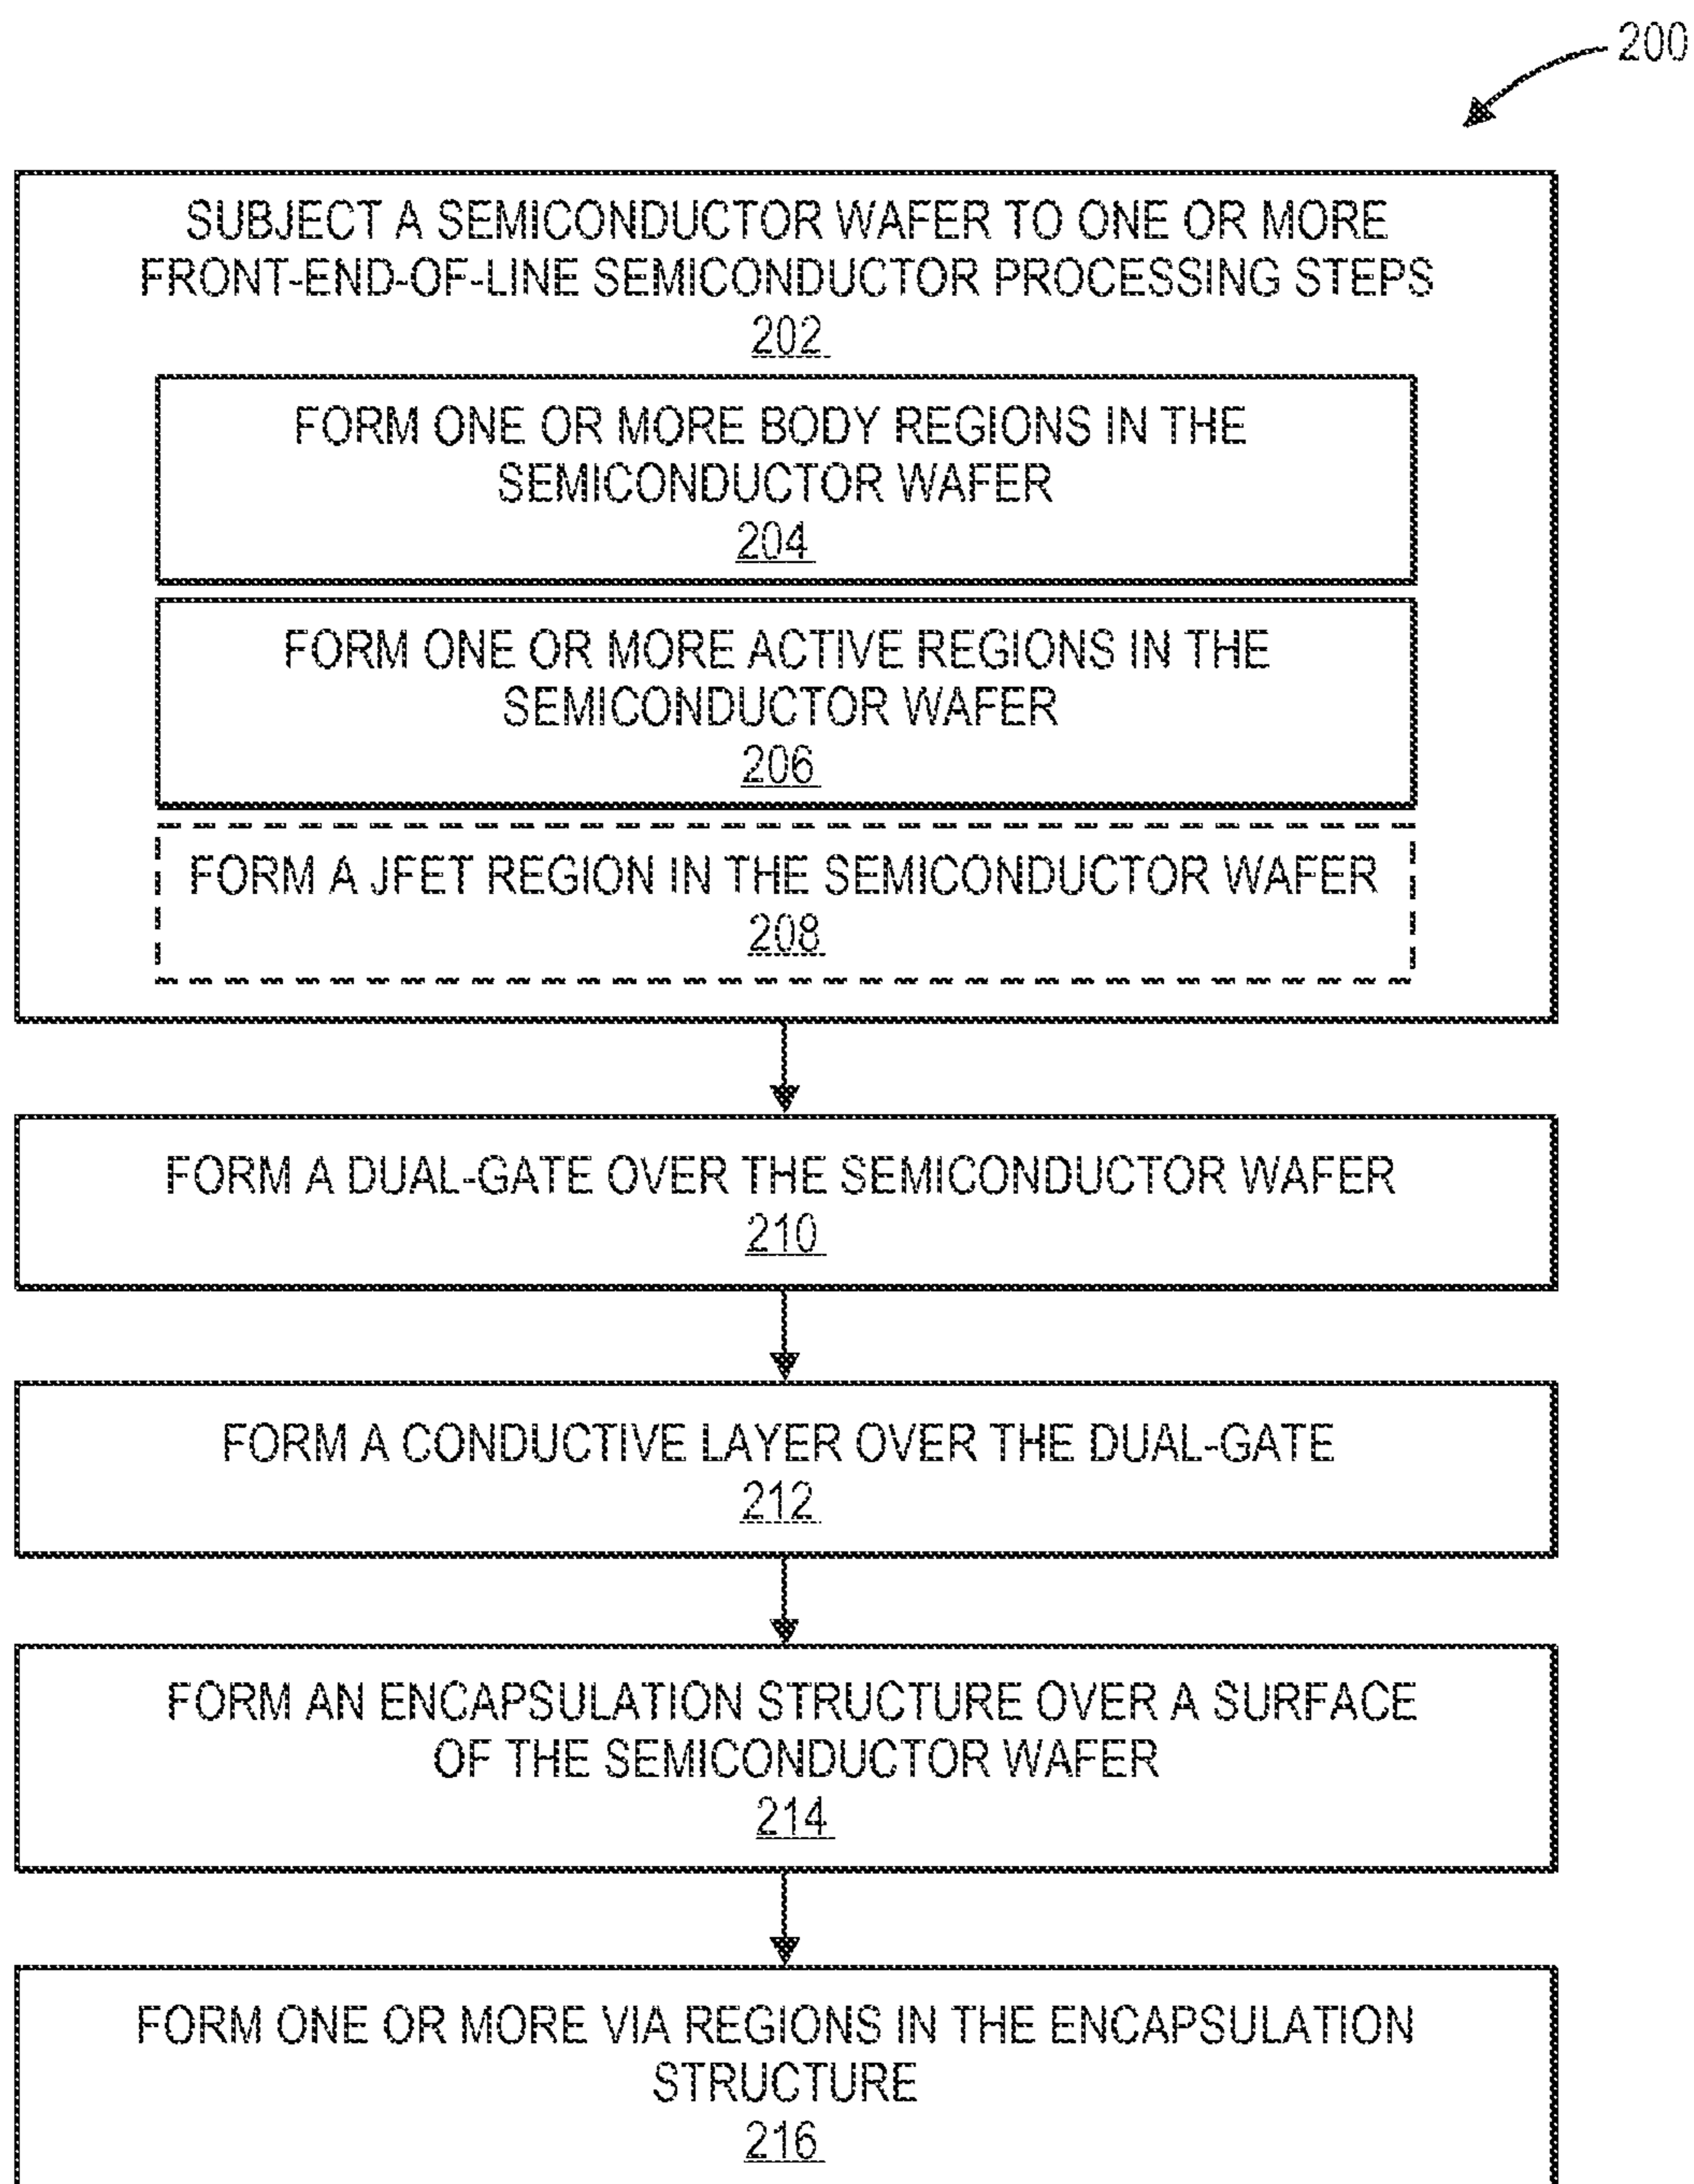 200
SUBJECT A SEMICONDUCTOR WAFER TO ONE OR MORE
FRONT-END-OF-LINE SEMICONDUCTOR PROCESSING STEPS
202
FORM ONE OR MORE BODY REGIONS IN THE
SEMICONDUCTOR WAFER
204
FORM ONE OR MORE ACTIVE REGIONS IN THE
SEMICONDUCTOR WAFER
206
FORM A JFET REGION IN THE SEMICONDUCTOR WAFER
208
FORM A DUAL-GATE OVER THE SEMICONDUCTOR WAFER
210
FORM A CONDUCTIVE LAYER OVER THE DUAL-GATE
212
FORM AN ENCAPSULATION STRUCTURE OVER A SURFACE
OF THE SEMICONDUCTOR WAFER
214
FORM ONE OR MORE VIA REGIONS IN THE ENCAPSULATION
STRUCTURE
216